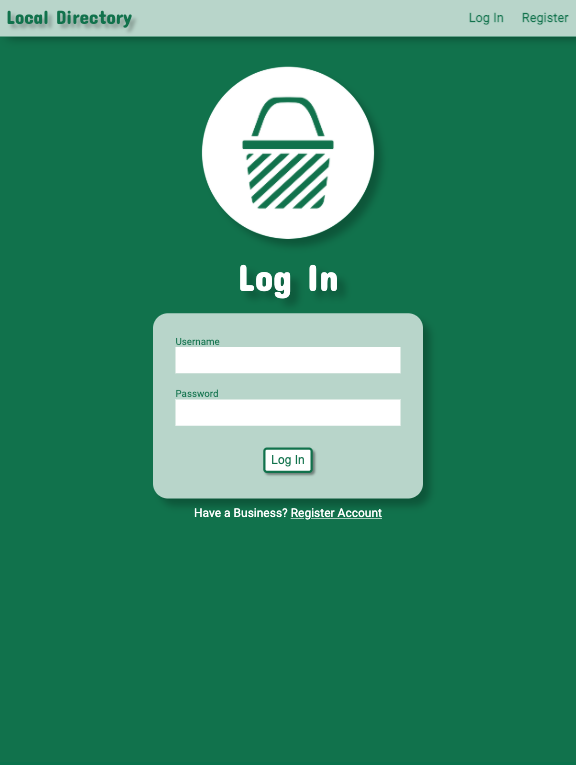 Local Directory
Log In Register
Log In
Username
Password
Log In
Have a Business? Register Account